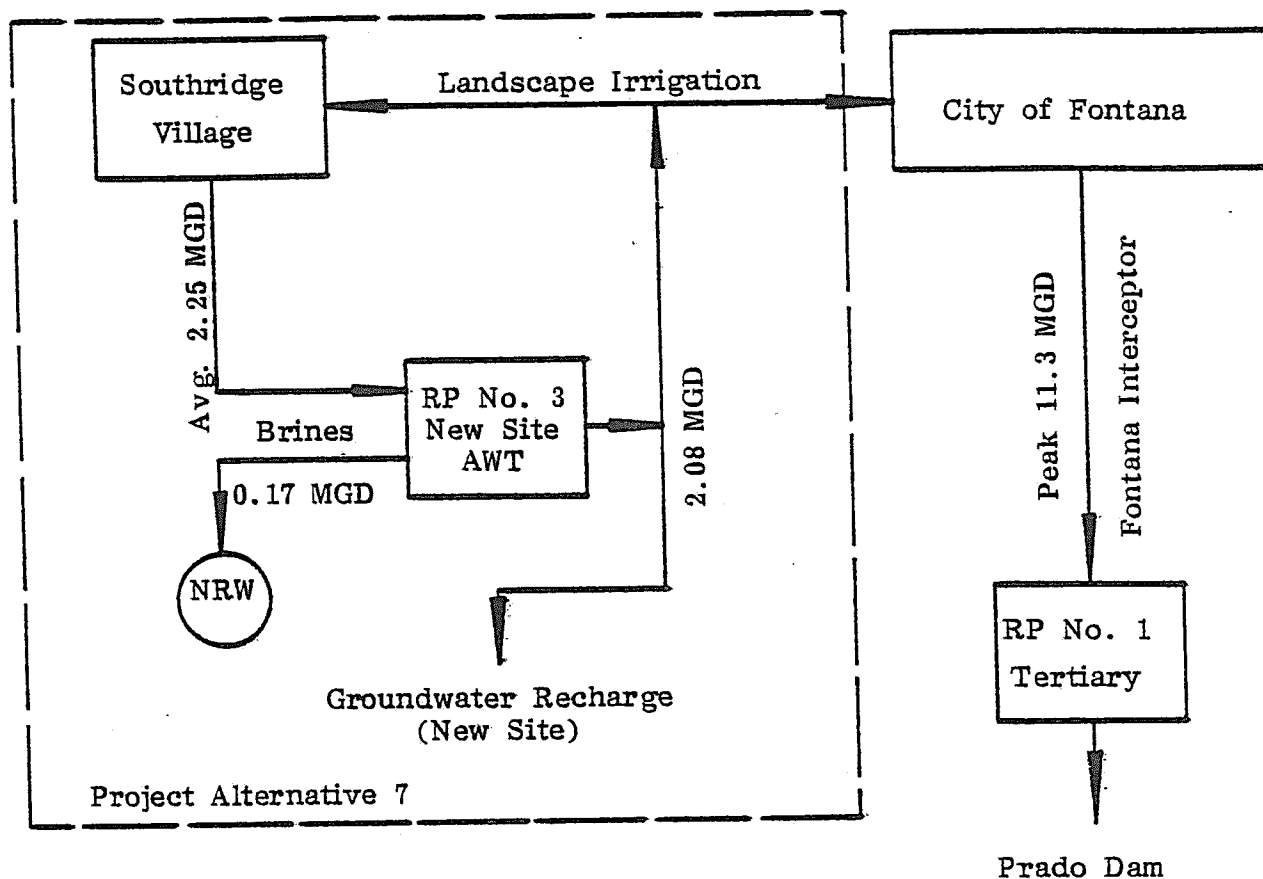 Southridge
Village
Landscape Irrigation
City of Fontana
Avg. 2.25 MGD
RP No. 3
New Site
AWT
Brines
0.17 MGD
NRW
2.08 MGD
Groundwater Recharge
(New Site)
Project Alternative 7
Peak 11.3 MGD
Fontana Interceptor
RP No. 1
Tertiary
Prado Dam